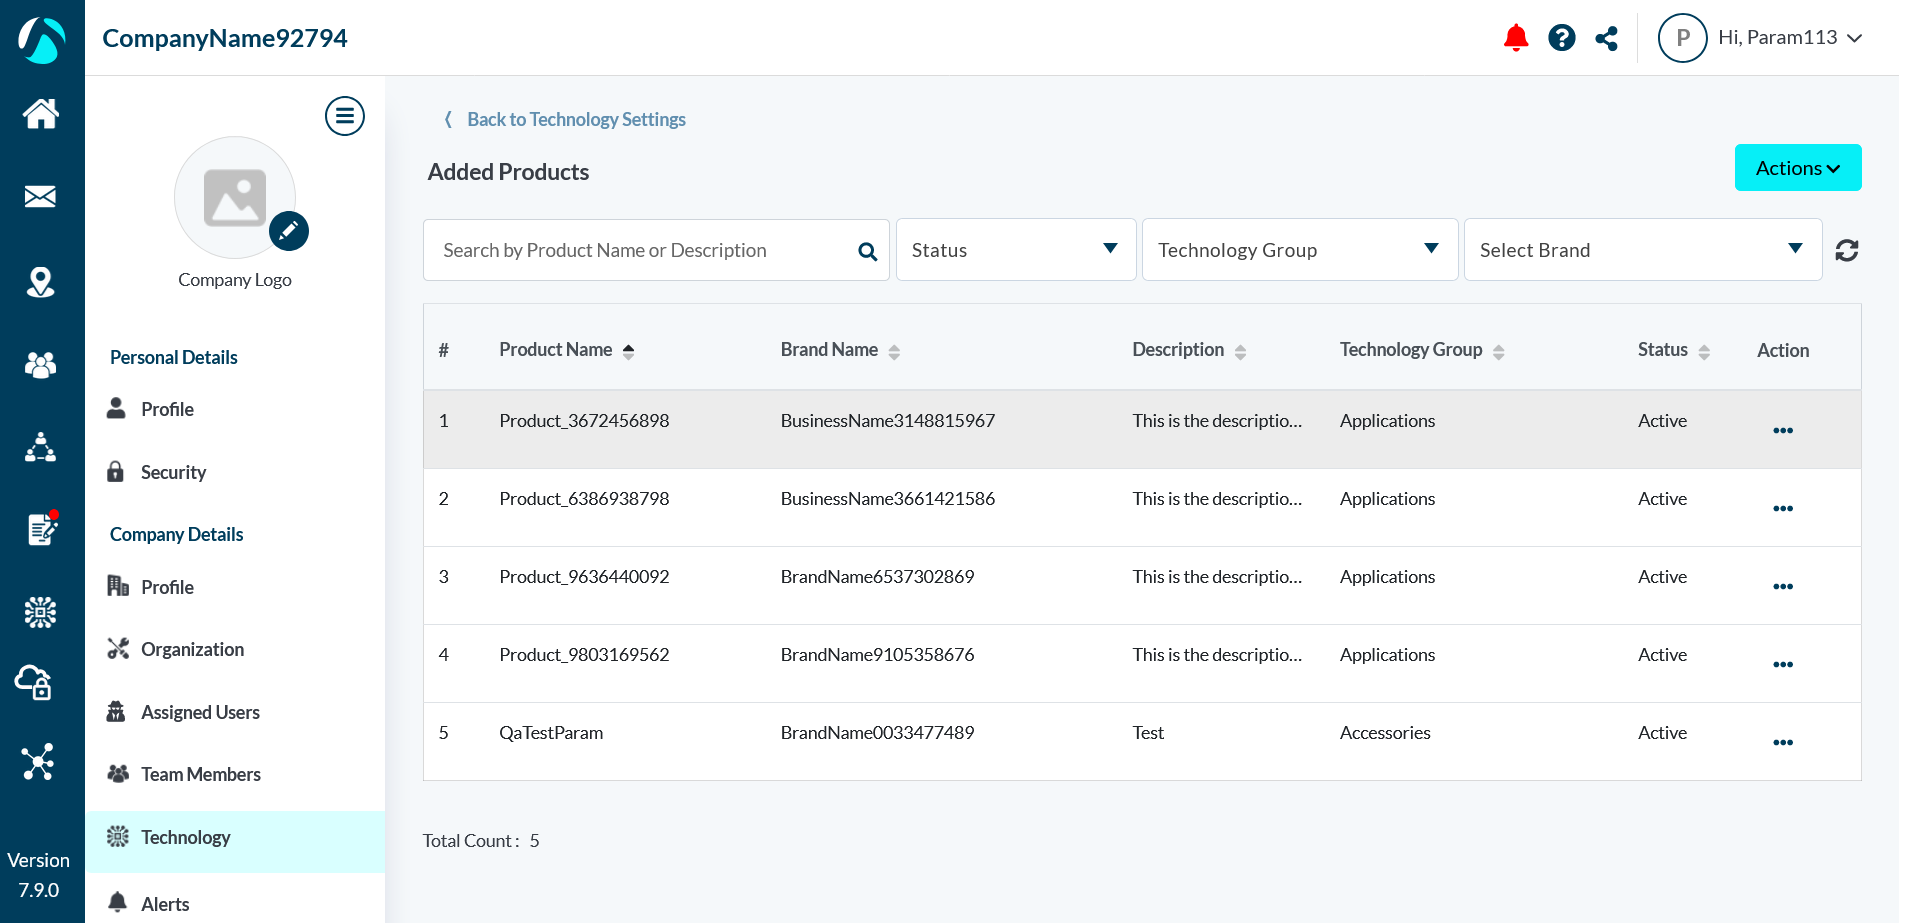 CompanyName92794
P
Hi, Param113
Company Logo
Personal Details
Profile
Security
Company Details
Profile
Organization
Assigned Users
Team Members
Technology
Alerts
Version
7.9.0
Back to Technology Settings
Added Products
Actions
Search by Product Name or Description
Status
Technology Group
Select Brand
# Product Name Brand Name Description Technology Group Status Action
1 Product_3672456898 BusinessName3148815967 This is the descriptio... Applications Active
2 Product_6386938798 BusinessName3661421586 This is the descriptio... Applications Active
3 Product_9636440092 BrandName6537302869 This is the descriptio... Applications Active
4 Product_9803169562 BrandName9105358676 This is the descriptio... Applications Active
5 QaTestParam BrandName0033477489 Test Accessories Active
Total Count : 5